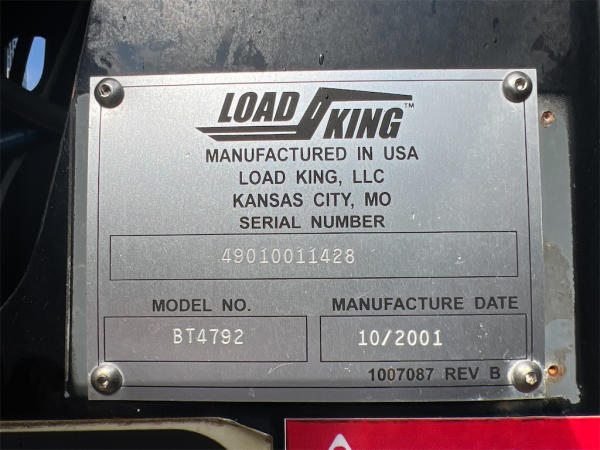 LOAD KING™
MANUFACTURED IN USA
LOAD KING, LLC
KANSAS CITY, MO
SERIAL NUMBER
49010011428
MODEL NO. MANUFACTURE DATE
BT4792 10/2001
1007087 REV B